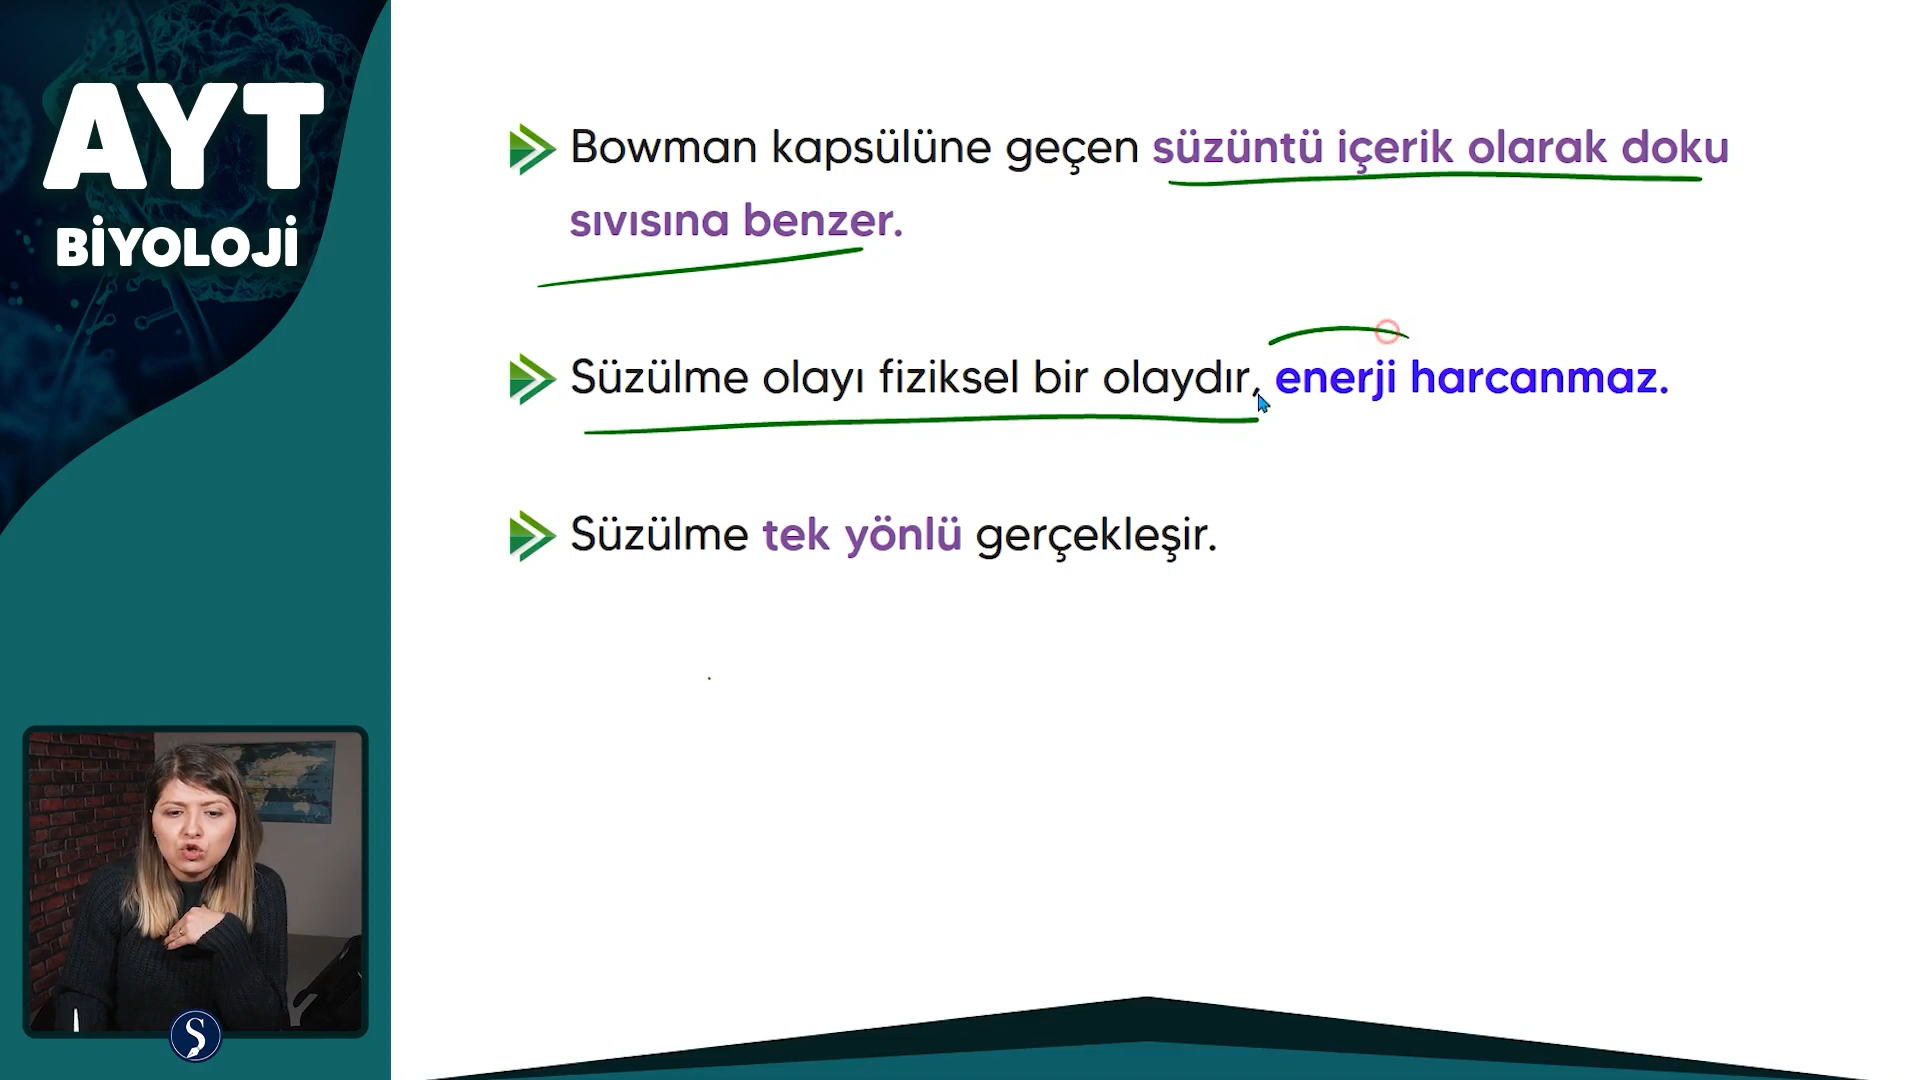 AYT
BİYOLOJİ
Bowman kapsülüne geçen süzüntü içerik olarak doku
sıvısına benzer.
Süzülme olayı fiziksel bir olaydır, enerji harcanmaz.
Süzülme tek yönlü gerçekleşir.
Ş